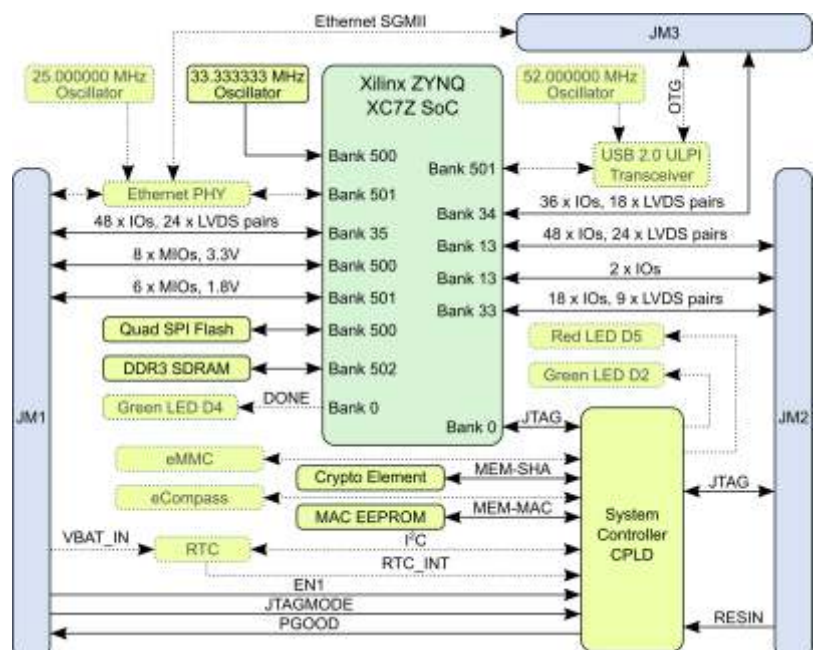 Ethernet SGMII
JM3
25.000000 MHz
Oscillator
33.333333 MHz
Oscillator
Xilinx ZYNQ
XC7Z SoC
52.000000 MHz
Oscillator
OTG
Bank 500
Bank 501
USB 2.0 ULPI
Transceiver
Ethernet PHY
Bank 501
36 x IOs, 18 x LVDS pairs
Bank 34
48 x IOs, 24 x LVDS pairs
Bank 35
48 x IOs, 24 x LVDS pairs
Bank 13
8 x MIOs, 3.3V
Bank 500
2 x IOs
Bank 13
6 x MIOs, 1.8V
Bank 501
18 x IOs, 9 x LVDS pairs
Bank 33
Quad SPI Flash
Bank 500
Red LED D5
DDR3 SDRAM
Bank 502
Green LED D2
Green LED D4
DONE
Bank 0
JM1
Bank 0
JTAG
JM2
eMMC
Crypto Element
MEM-SHA
JTAG
eCompass
MAC EEPROM
MEM-MAC
System
Controller
CPLD
VBAT_IN
RTC
I²C
RTC_INT
EN1
JTAGMODE
PGOOD
RESIN